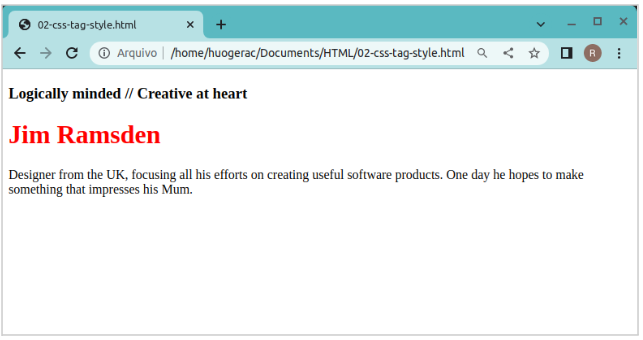 02-css-tag-style.html
Arquivo | /home/huogerac/Documents/HTML/02-css-tag-style.html
R
Logically minded // Creative at heart
Jim Ramsden
Designer from the UK, focusing all his efforts on creating useful software products. One day he hopes to make
something that impresses his Mum.